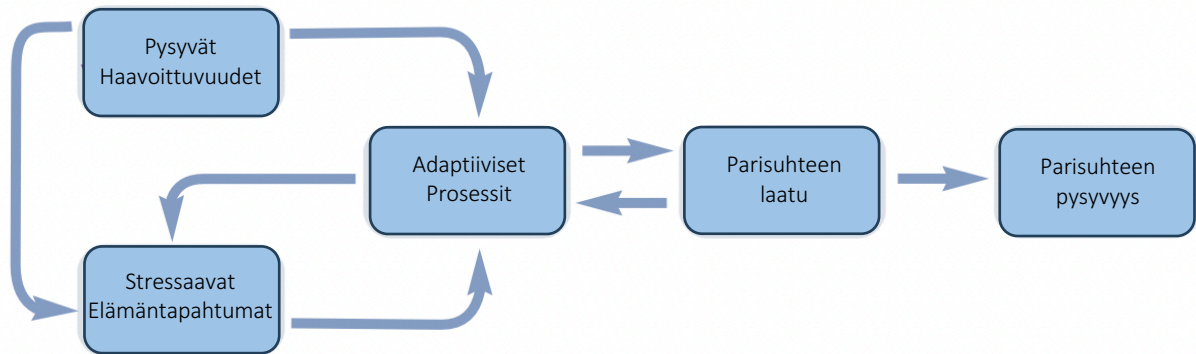 Pysyvät
Haavoittuvuudet
Adaptiiviset
Prosessit
Parisuhteen
laatu
Parisuhteen
pysyvyys
Stressaavat
Elämäntapahtumat